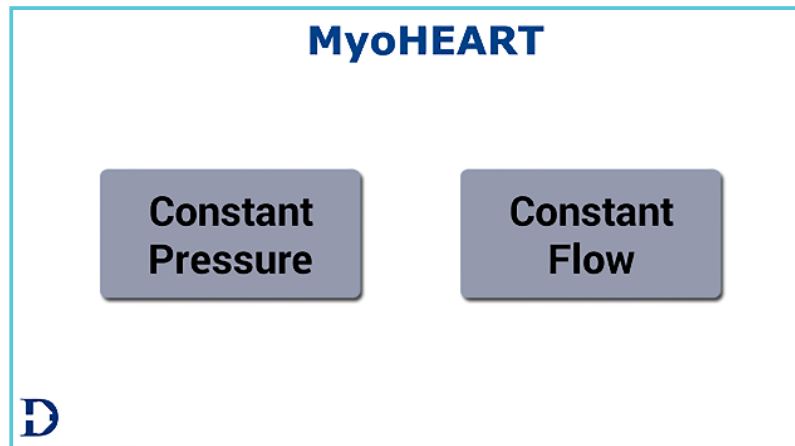 MyoHEART
Constant
Pressure
Constant
Flow
D